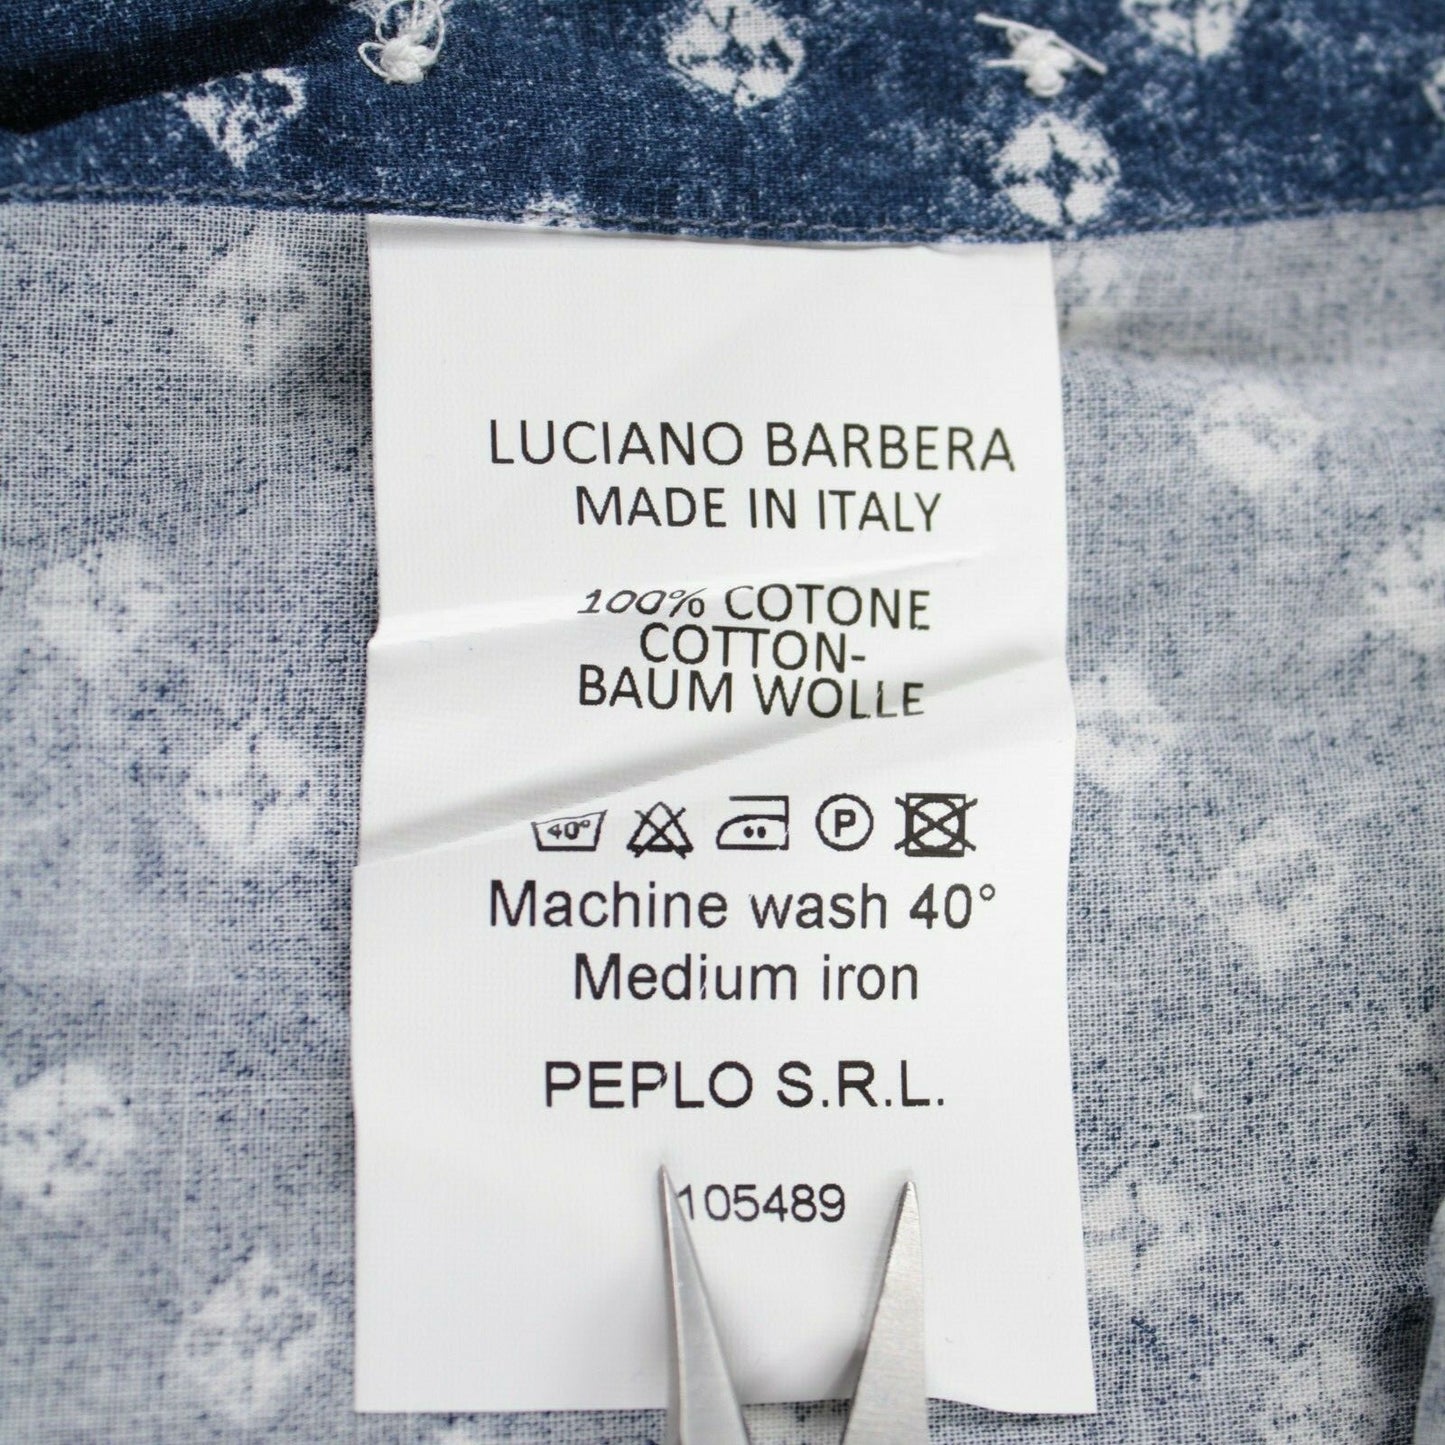 LUCIANO BARBERA
MADE IN ITALY
100% COTONE
COTTON-
BAUM WOLLE
40° P
Machine wash 40°
Medium iron
PEPLO S.R.L.
105489